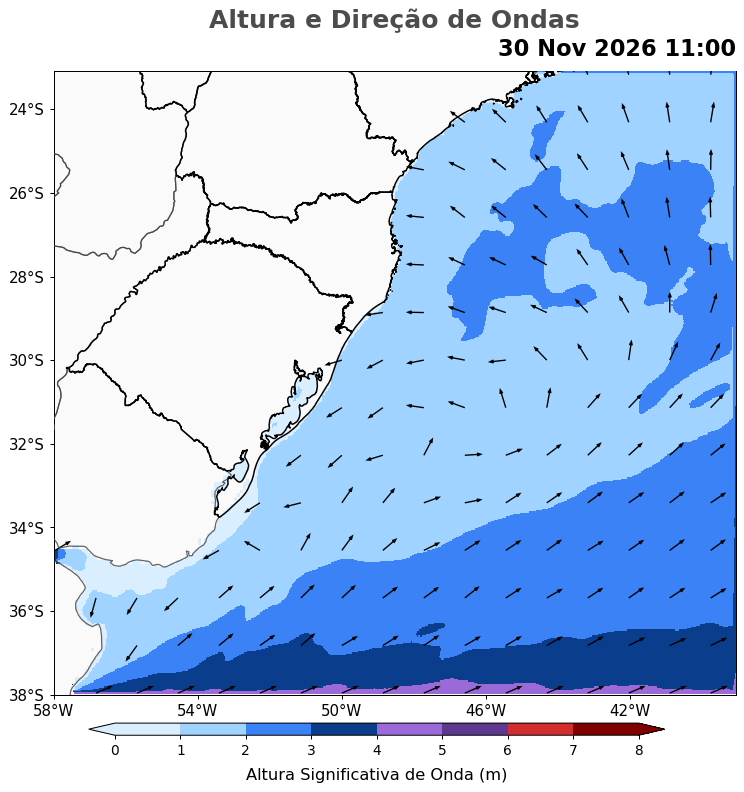 Altura e Direção de Ondas
30 Nov 2026 11:00
24°S
26°S
28°S
30°S
32°S
34°S
36°S
38°S
58°W 54°W 50°W 46°W 42°W
0 1 2 3 4 5 6 7 8
Altura Significativa de Onda (m)